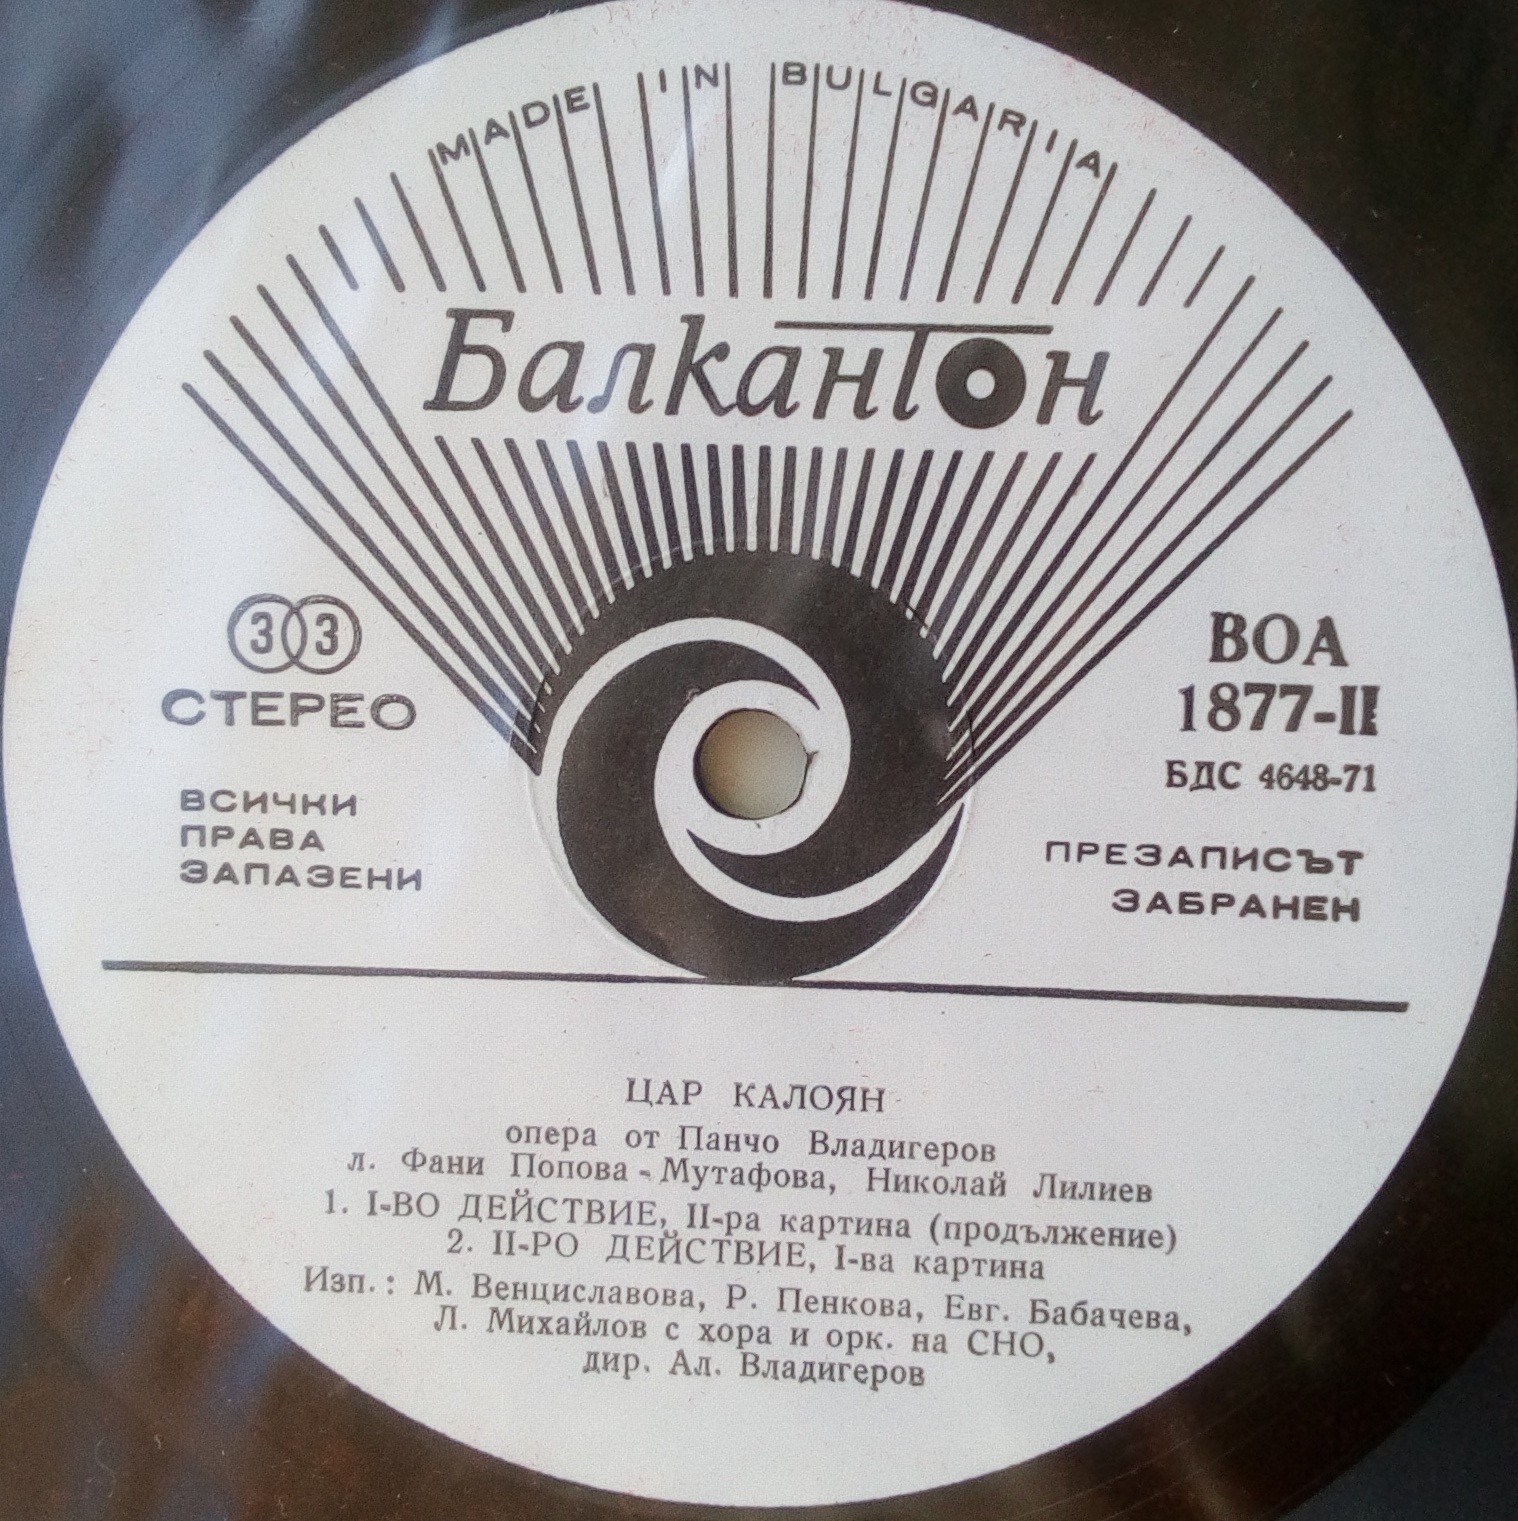 MADE IN BULGARIA
Балкантон
33
СТЕРЕО
ВСИЧКИ
ПРАВА
ЗАПАЗЕНИ
ВОА
1877-II
БДС 4648-71
ПРЕЗАПИСЪТ
ЗАБРАНЕН
ЦАР КАЛОЯН
опера от Панчо Владигеров
л. Фани Попова - Мутафова, Николай Лилиев
1. I-ВО ДЕЙСТВИЕ, II-ра картина (продължение)
2. II-РО ДЕЙСТВИЕ, I-ва картина
Изп.: М. Венциславова, Р. Пенкова, Евг. Бабачева,
Л. Михайлов с хора и орк. на СНО,
дир. Ал. Владигеров